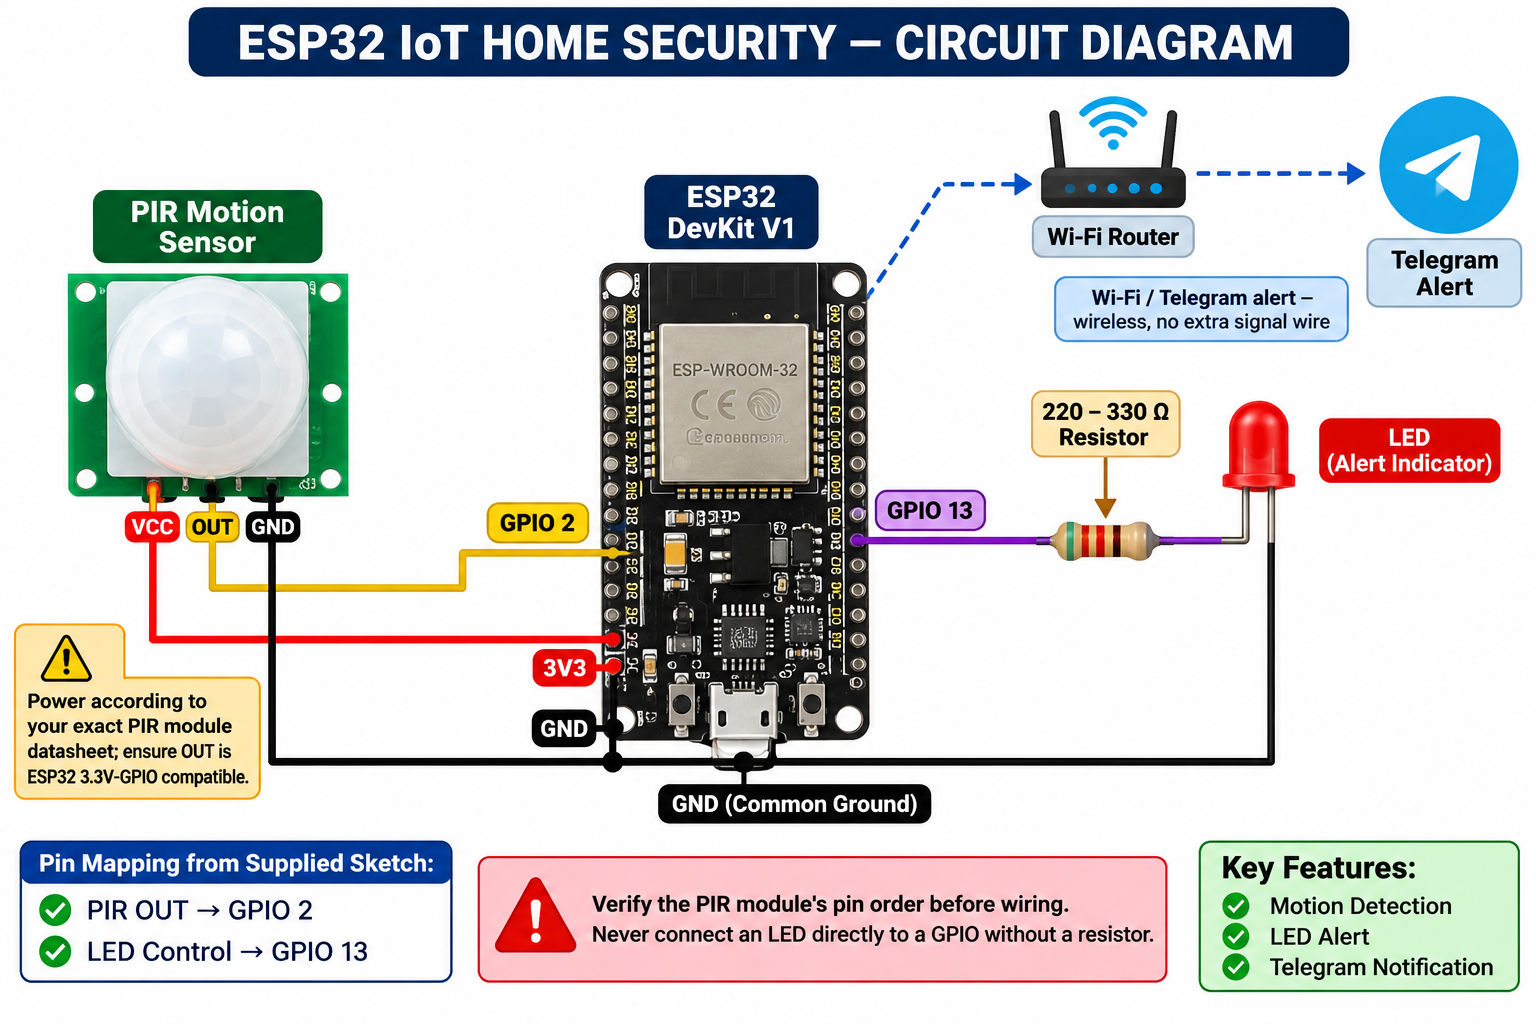 ESP32 IoT HOME SECURITY – CIRCUIT DIAGRAM
PIR Motion
Sensor
ESP32
DevKit V1
Wi-Fi Router
Telegram
Alert
Wi-Fi / Telegram alert –
wireless, no extra signal wire
ESP-WROOM-32
CE
220 – 330 Ω
Resistor
LED
(Alert Indicator)
VCC
OUT
GND
GPIO 2
GPIO 13
3V3
GND
GND (Common Ground)
Power according to
your exact PIR module
datasheet; ensure OUT is
ESP32 3.3V-GPIO compatible.
Pin Mapping from Supplied Sketch:
PIR OUT → GPIO 2
LED Control → GPIO 13
Verify the PIR module's pin order before wiring.
Never connect an LED directly to a GPIO without a resistor.
Key Features:
Motion Detection
LED Alert
Telegram Notification